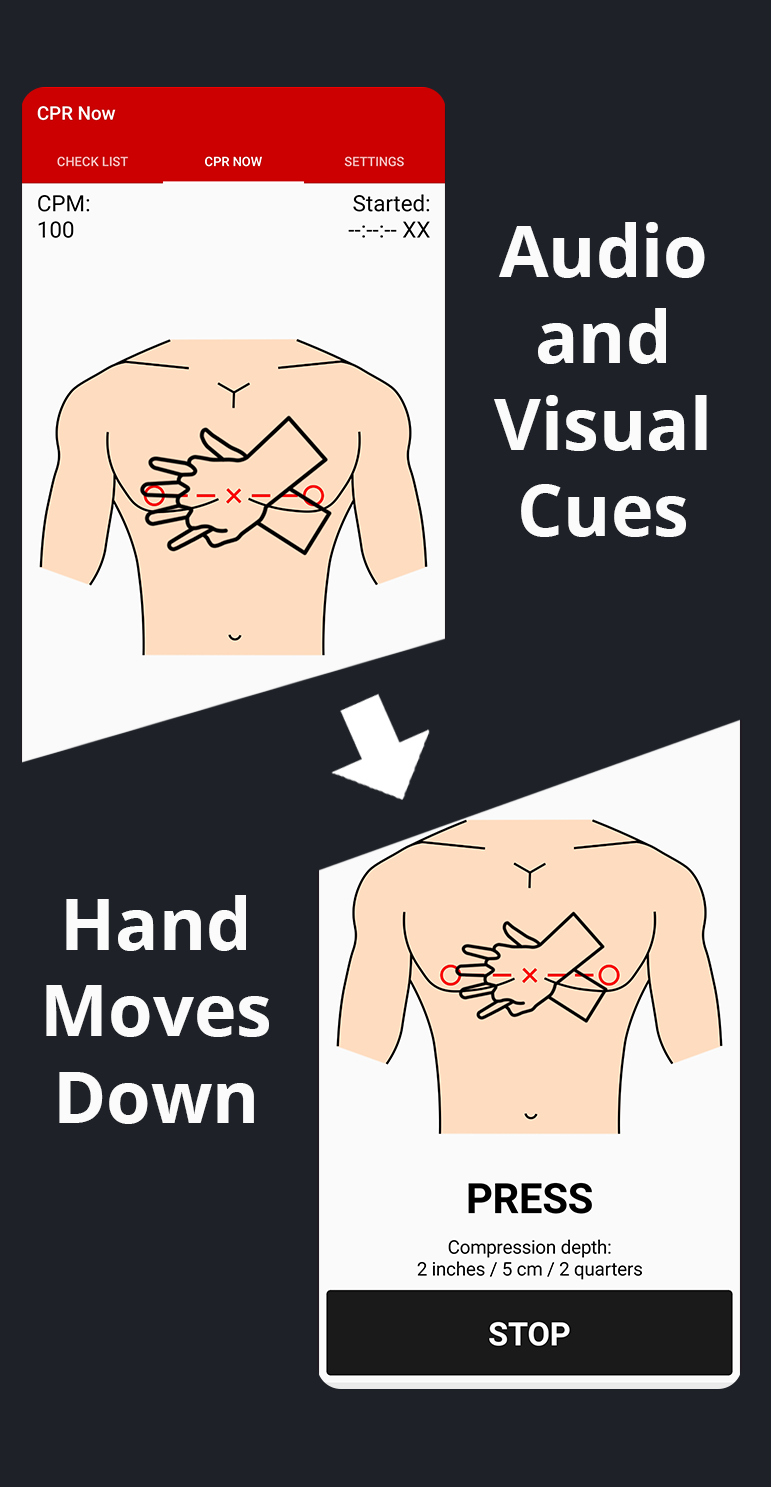 CPR Now
CHECK LIST CPR NOW SETTINGS
CPM: Started:
100 --:--:-- XX
Audio
and
Visual
Cues
Hand
Moves
Down
PRESS
Compression depth:
2 inches / 5 cm / 2 quarters
STOP